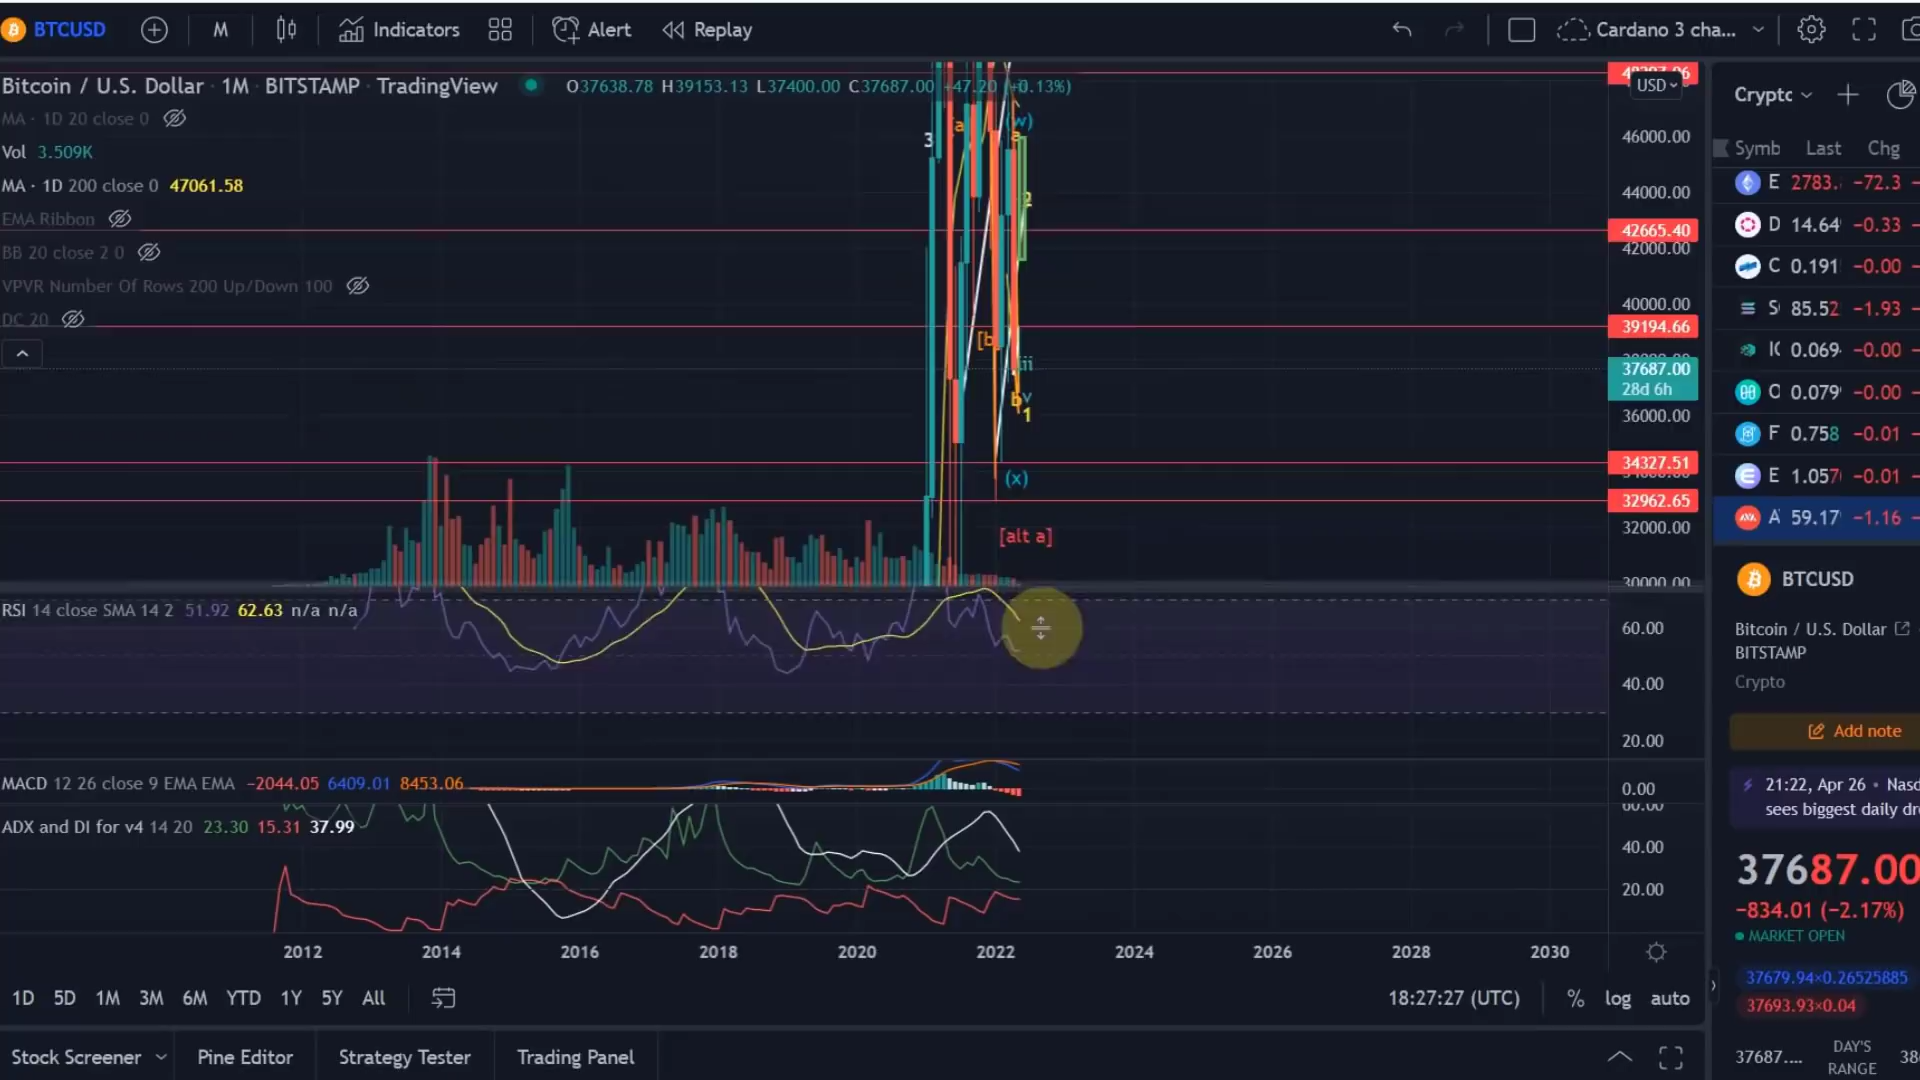 BTCUSD M Indicators Alert Replay Cardano 3 cha...
Bitcoin / U.S. Dollar · 1M · BITSTAMP · TradingView O37638.78 H39153.13 L37400.00 C37687.00 +47.20 (+0.13%)
USD
MA · 1D 20 close 0
Vol 3.509K
MA · 1D 200 close 0 47061.58
EMA Ribbon
BB 20 close 2 0
VPVR Number Of Rows 200 Up/Down 100
DC 20
3
(w)
a
2
[b
iii
b
v
1
(x)
[alt a]
46000.00
44000.00
42665.40
42000.00
40000.00
39194.66
37687.00
28d 6h
36000.00
34327.51
32962.65
32000.00
30000.00
RSI 14 close SMA 14 2 51.92 62.63 n/a n/a
60.00
40.00
20.00
MACD 12 26 close 9 EMA EMA −2044.05 6409.01 8453.06
0.00
ADX and DI for v4 14 20 23.30 15.31 37.99
60.00
40.00
20.00
2012 2014 2016 2018 2020 2022 2024 2026 2028 2030
1D 5D 1M 3M 6M YTD 1Y 5Y All 18:27:27 (UTC) % log auto
Stock Screener Pine Editor Strategy Tester Trading Panel
Crypto
Symb Last Chg
E 2783. −72.3
D 14.64 −0.33
C 0.191 −0.00
S 85.52 −1.93
IC 0.069 −0.00
O 0.079 −0.00
F 0.758 −0.01
E 1.057 −0.01
A 59.17 −1.16
BTCUSD
Bitcoin / U.S. Dollar
BITSTAMP
Crypto
Add note
21:22, Apr 26 • Nasd
sees biggest daily dr
37687.00
−834.01 (−2.17%)
MARKET OPEN
37679.94×0.26525885
37693.93×0.04
37687.... DAY'S
RANGE